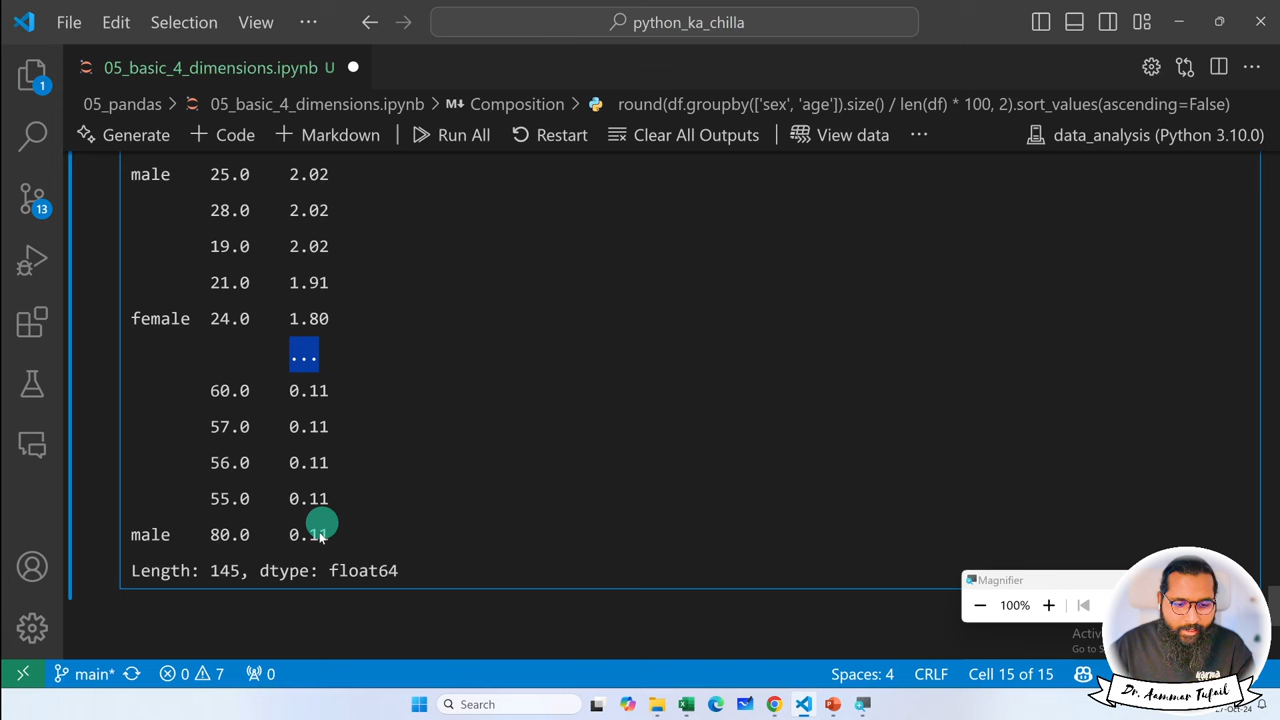 File Edit Selection View ··· python_ka_chilla
05_basic_4_dimensions.ipynb U
05_pandas > 05_basic_4_dimensions.ipynb > M↓ Composition > round(df.groupby(['sex', 'age']).size() / len(df) * 100, 2).sort_values(ascending=False)
Generate + Code + Markdown Run All Restart Clear All Outputs View data ··· data_analysis (Python 3.10.0)
1
13
male 25.0 2.02
28.0 2.02
19.0 2.02
21.0 1.91
female 24.0 1.80
...
60.0 0.11
57.0 0.11
56.0 0.11
55.0 0.11
male 80.0 0.11
Length: 145, dtype: float64
Magnifier
100%
main* 0 7 0 Spaces: 4 CRLF Cell 15 of 15
Search
Dr. Aammar Tufail